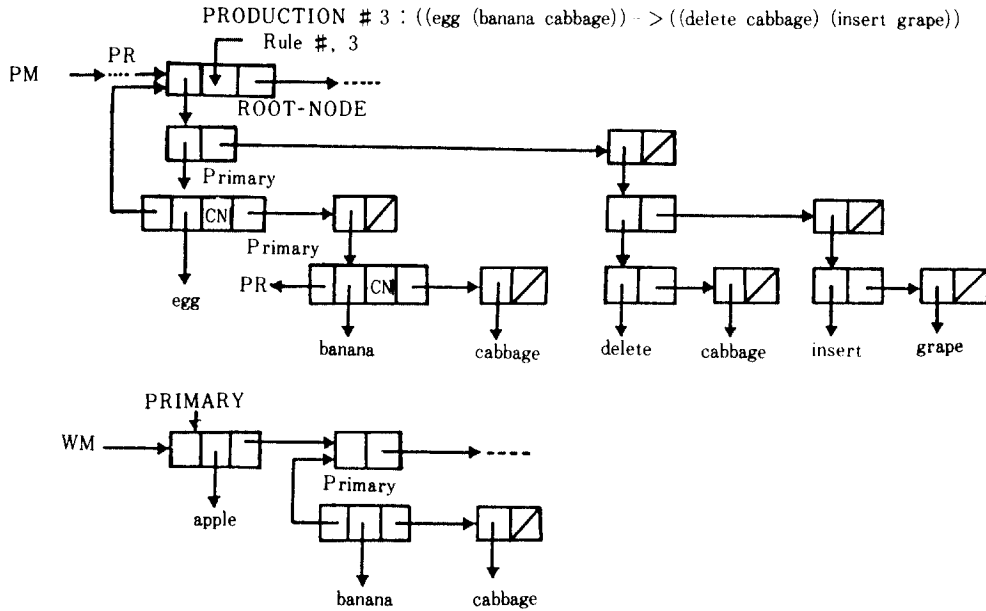 PRODUCTION # 3 : ((egg (banana cabbage)) - > ((delete cabbage) (insert grape))
Rule #, 3
PR
PM
ROOT-NODE
Primary
CN
Primary
PR
CN
egg
banana
cabbage
delete
cabbage
insert
grape
PRIMARY
WM
Primary
apple
banana
cabbage